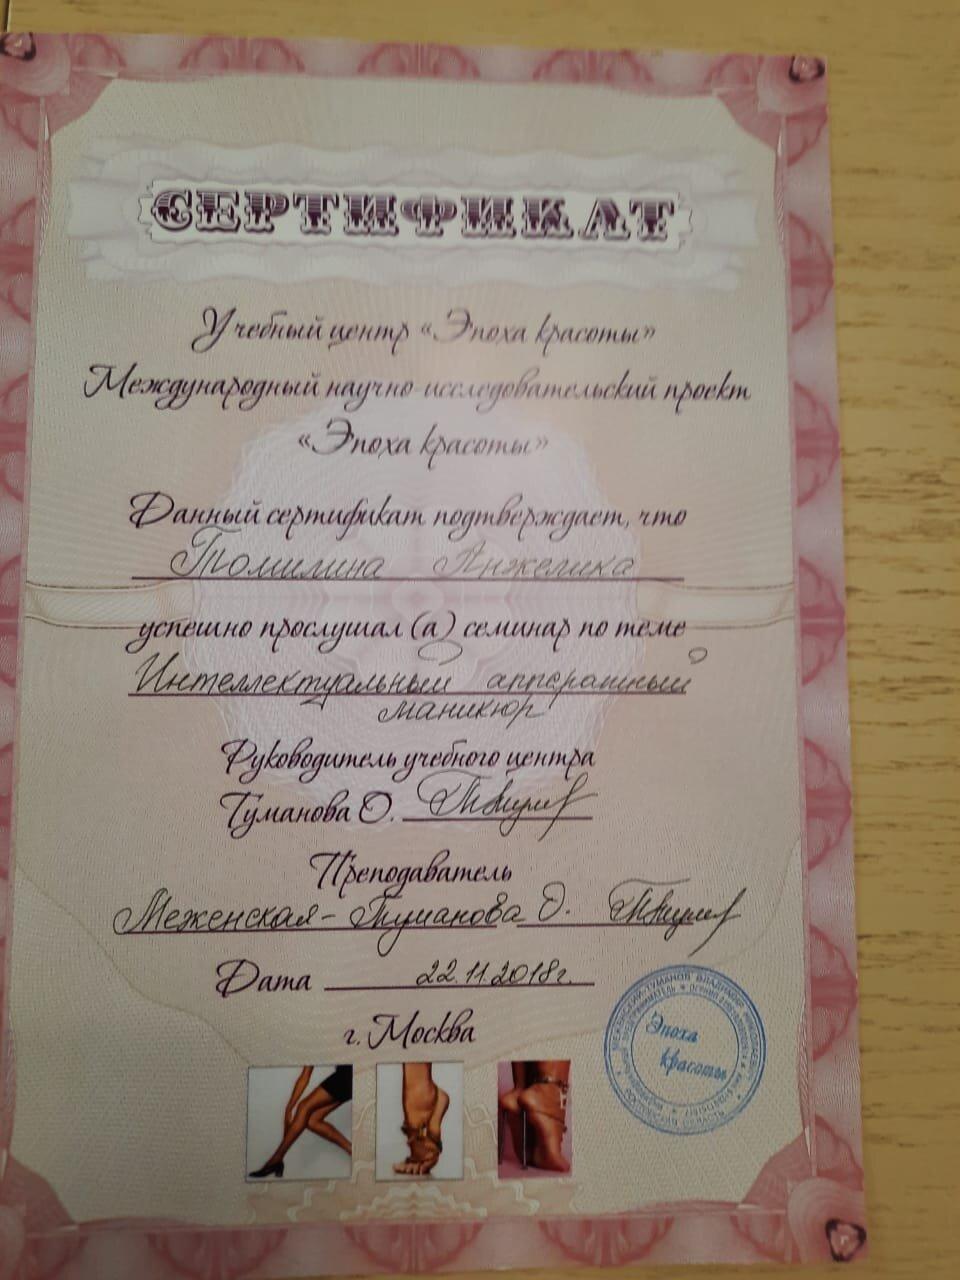 СЕРТИФИКАТ
Учебный центр «Эпоха красоты»
Международный научно-исследовательский проект
«Эпоха красоты»
Данный сертификат подтверждает, что
Томилина Анжелика
успешно прослушал (а) семинар по теме
Интеллектуальный аппаратный
маникюр
Руководитель учебного центра
Туманова О.
Преподаватель
Меженская-Туманова О.
Дата 22.11.2018г.
г. Москва
Эпоха
красоты